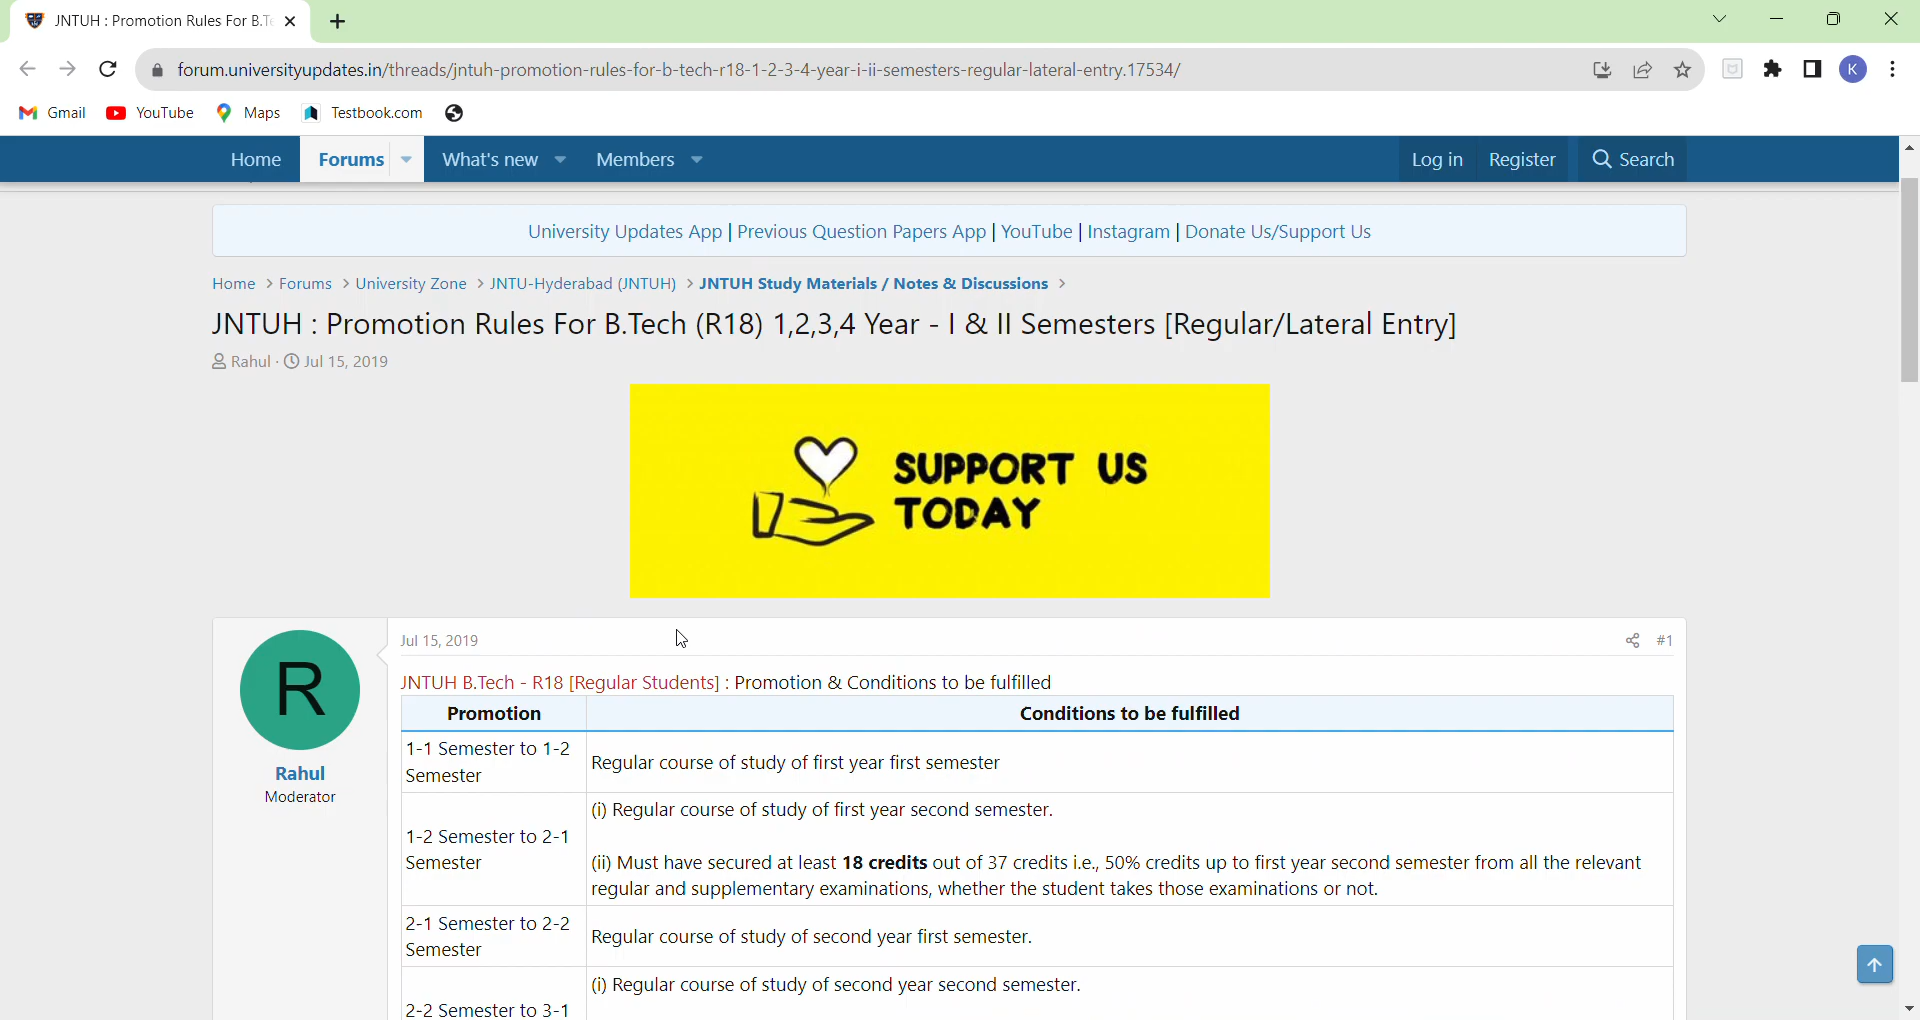 JNTUH : Promotion Rules For B.Te
forum.universityupdates.in/threads/jntuh-promotion-rules-for-b-tech-r18-1-2-3-4-year-i-ii-semesters-regular-lateral-entry.17534/
K
Gmail YouTube Maps Testbook.com
Home Forums What's new Members Log in Register Search
University Updates App | Previous Question Papers App | YouTube | Instagram | Donate Us/Support Us
Home > Forums > University Zone > JNTU-Hyderabad (JNTUH) > JNTUH Study Materials / Notes & Discussions >
JNTUH : Promotion Rules For B.Tech (R18) 1,2,3,4 Year - I & II Semesters [Regular/Lateral Entry]
Rahul · Jul 15, 2019
SUPPORT US
TODAY
R
Rahul
Moderator
Jul 15, 2019 #1
JNTUH B.Tech - R18 [Regular Students] : Promotion & Conditions to be fulfilled
Promotion Conditions to be fulfilled
1-1 Semester to 1-2
Semester
Regular course of study of first year first semester
1-2 Semester to 2-1
Semester
(i) Regular course of study of first year second semester.
(ii) Must have secured at least 18 credits out of 37 credits i.e., 50% credits up to first year second semester from all the relevant
regular and supplementary examinations, whether the student takes those examinations or not.
2-1 Semester to 2-2
Semester
Regular course of study of second year first semester.
2-2 Semester to 3-1
(i) Regular course of study of second year second semester.